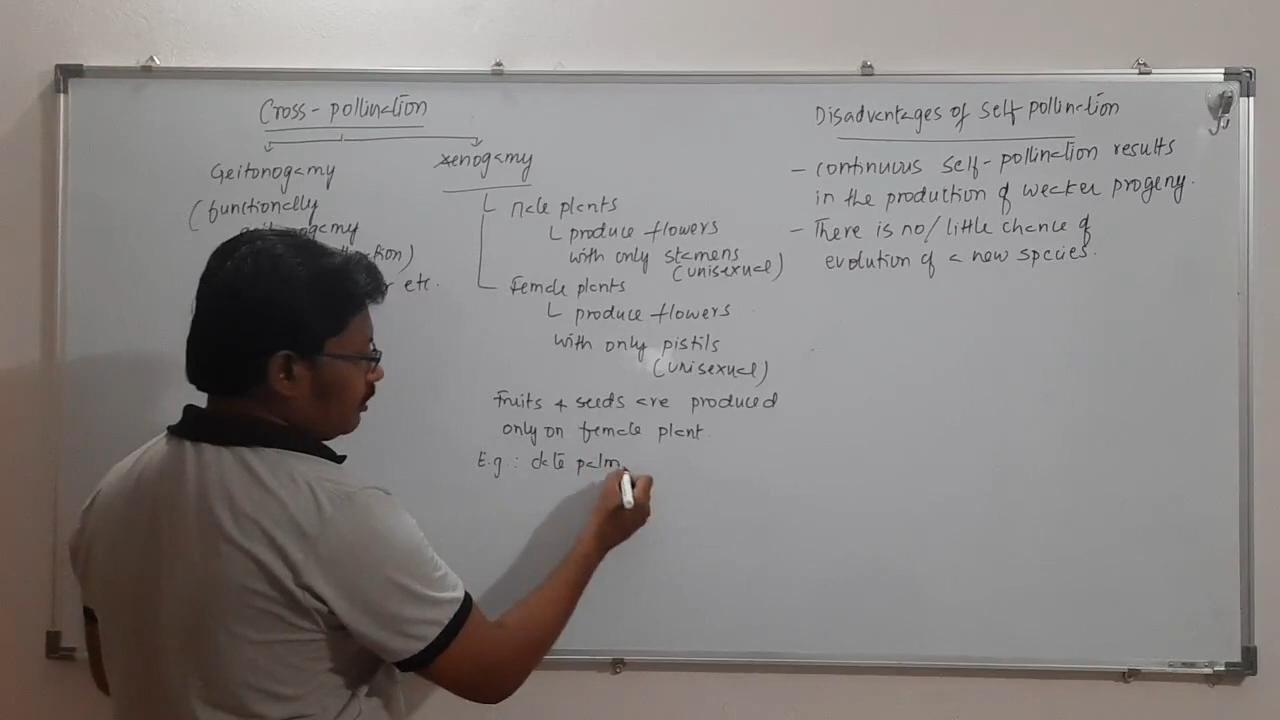 Cross-pollination
Geitonogamy
(functionally
gamy
tion)
etc.
xenogamy
Male plants
produce flowers
with only stamens
(unisexual)
Female plants
produce flowers
with only pistils
(unisexual)
Fruits & seeds are produced
only on female plant.
E.g.: date palm
Disadvantages of self pollination
- continuous self-pollination results
in the production of weaker progeny.
- There is no/little chance of
evolution of a new species.